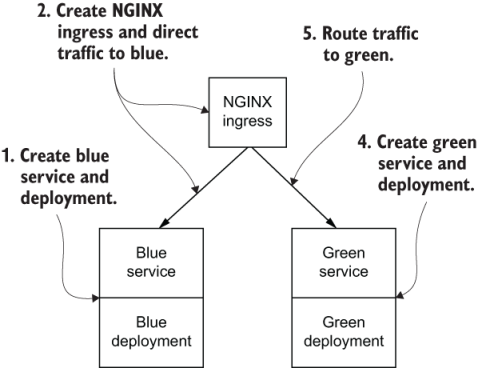 2. Create NGINX
ingress and direct
traffic to blue.
5. Route traffic
to green.
NGINX
ingress
1. Create blue
service and
deployment.
4. Create green
service and
deployment.
Blue
service
Green
service
Blue
deployment
Green
deployment